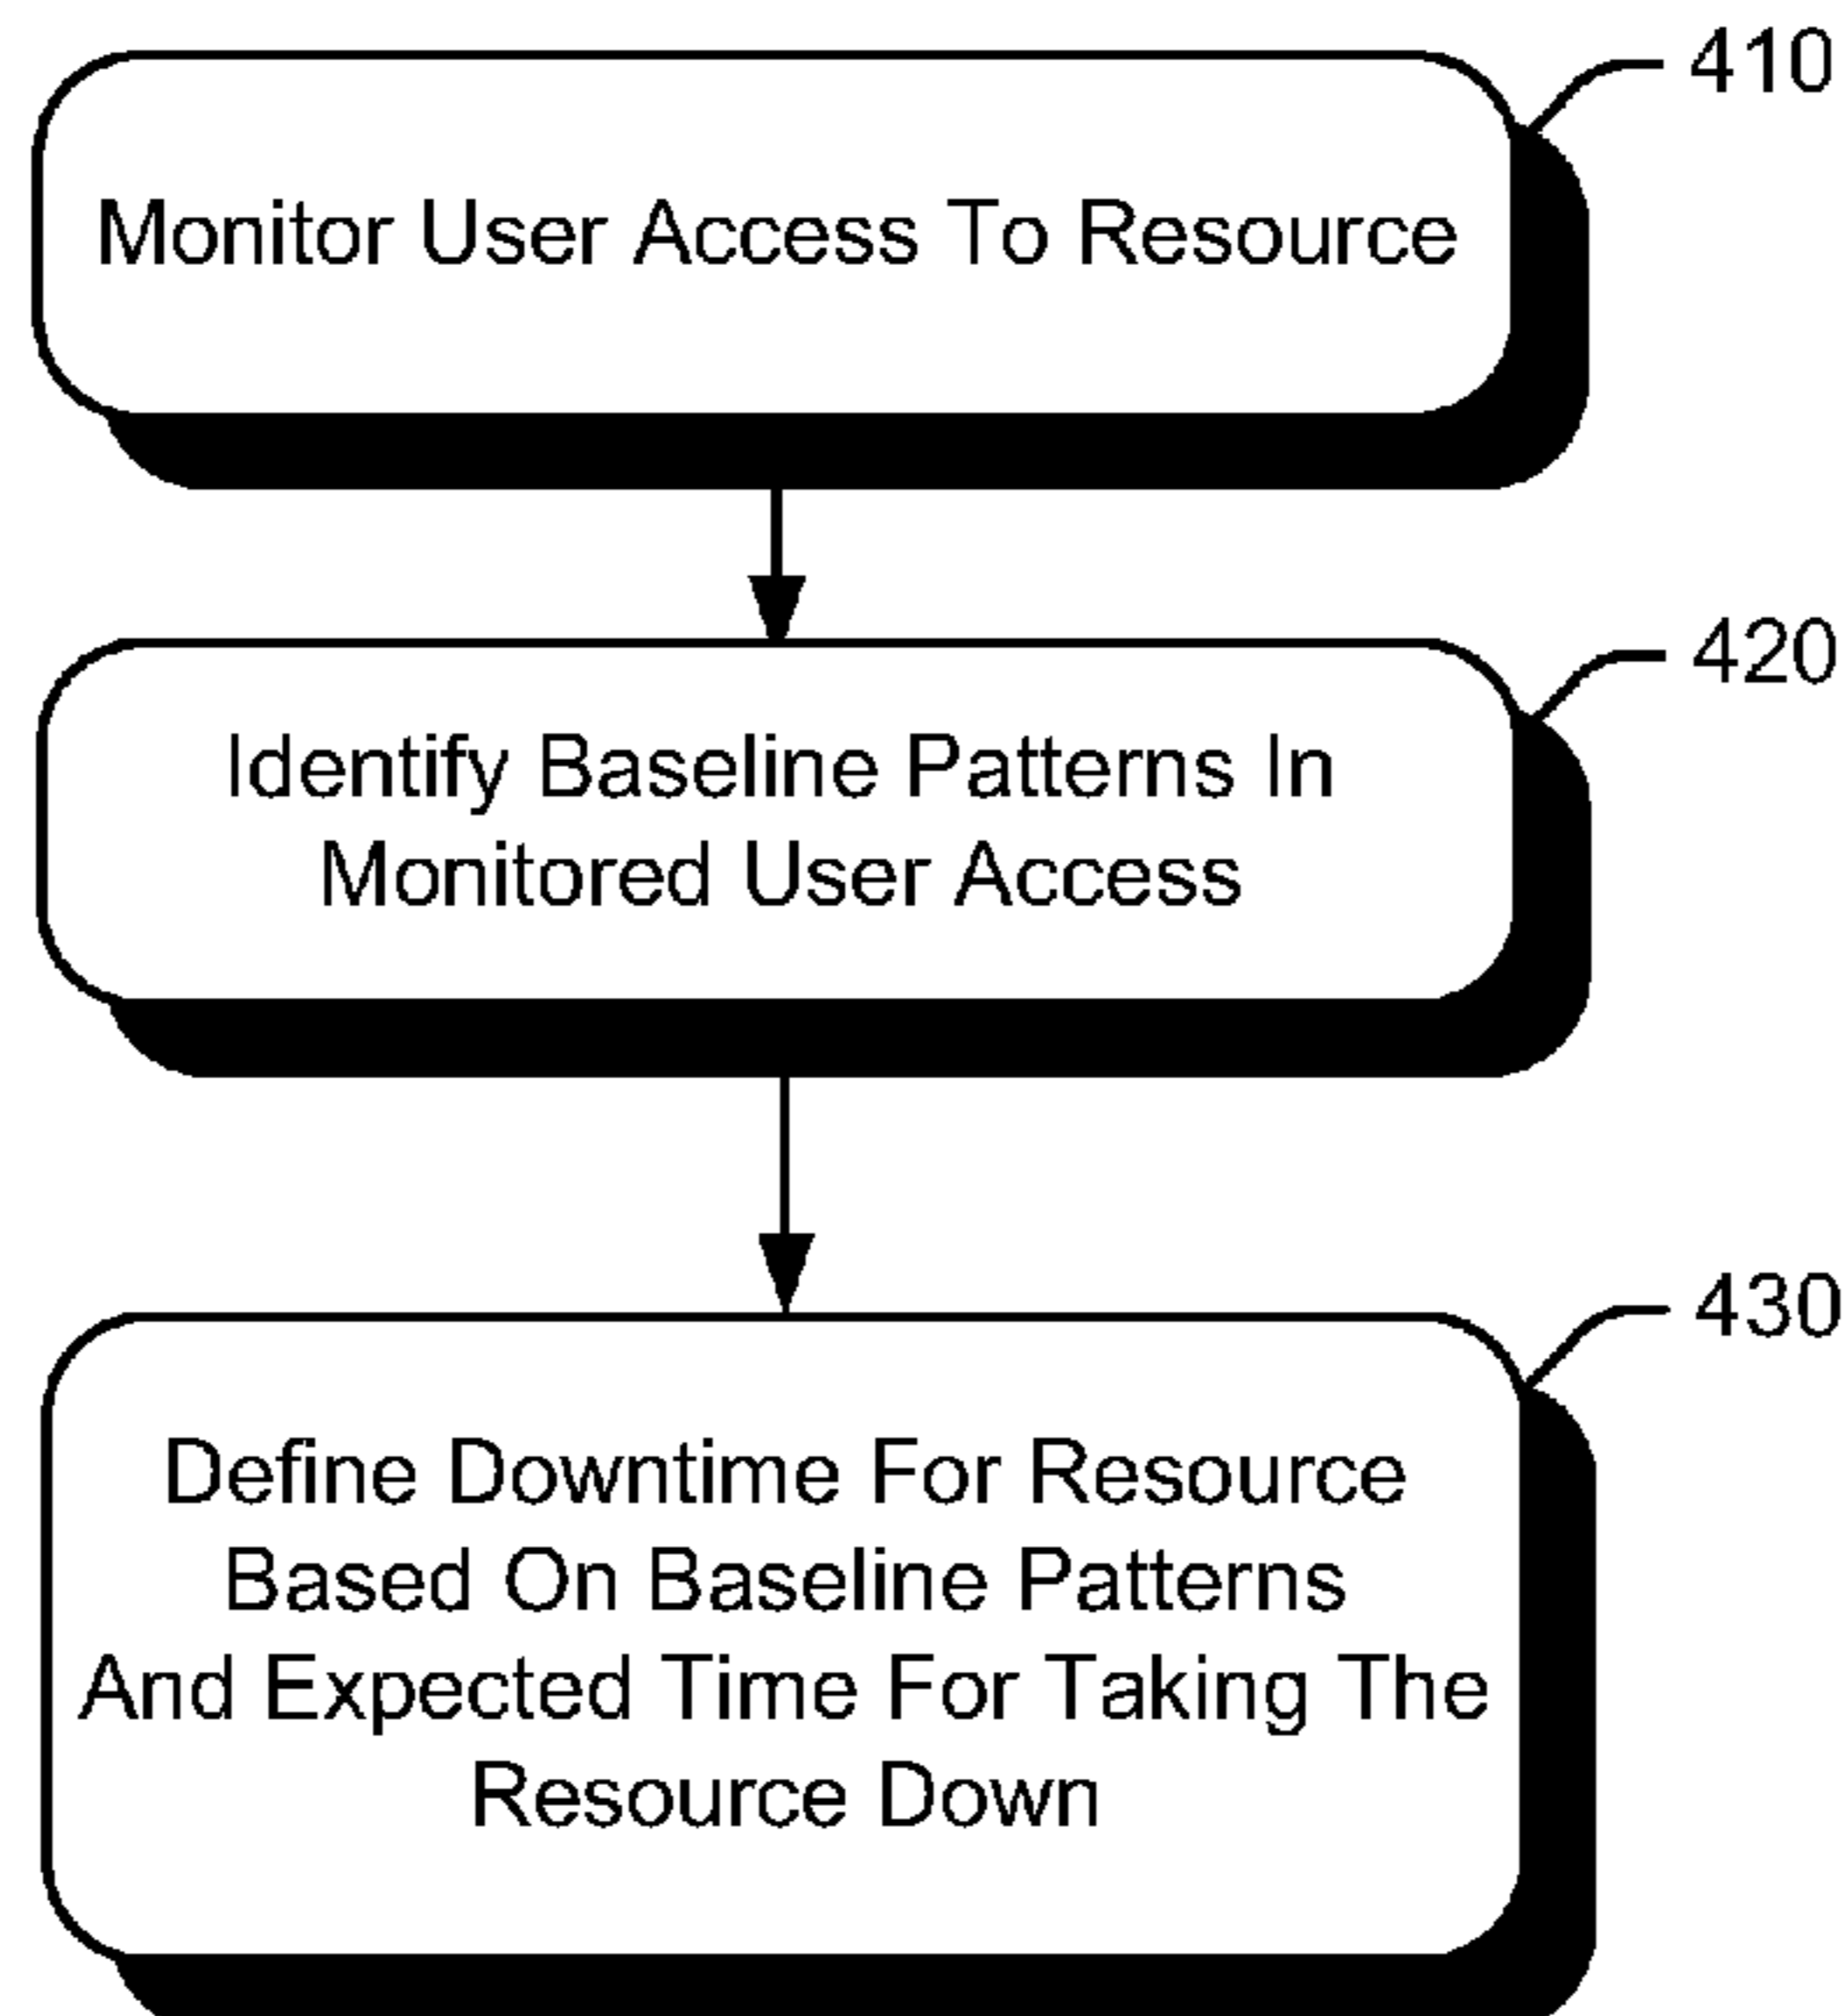 410
Monitor User Access To Resource
420
Identify Baseline Patterns In
Monitored User Access
430
Define Downtime For Resource
Based On Baseline Patterns
And Expected Time For Taking The
Resource Down